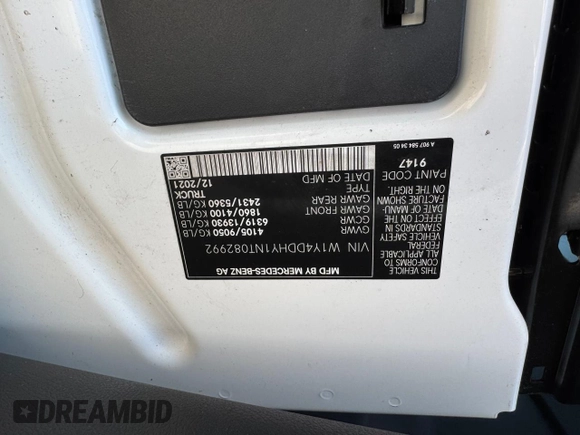 MFD BY MERCEDES-BENZ AG
VIN W1Y4DDHY1NT082992
4105/9050 KG/LB
GCWR 6319/13930 KG/LB
GAWR FRONT 1860/4100 KG/LB
GAWR REAR 2431/5360 KG/LB
TYPE TRUCK
DATE OF MFD 12/2021
THIS VEHICLE
CONFORMS TO ALL
APPLICABLE
FEDERAL
SAFETY
STANDARDS IN
EFFECT ON THE
DATE OF MANU-
FACTURE SHOWN
ON THE RIGHT.
PAINT CODE
9147
A 907 584 34 05
DREAMBID